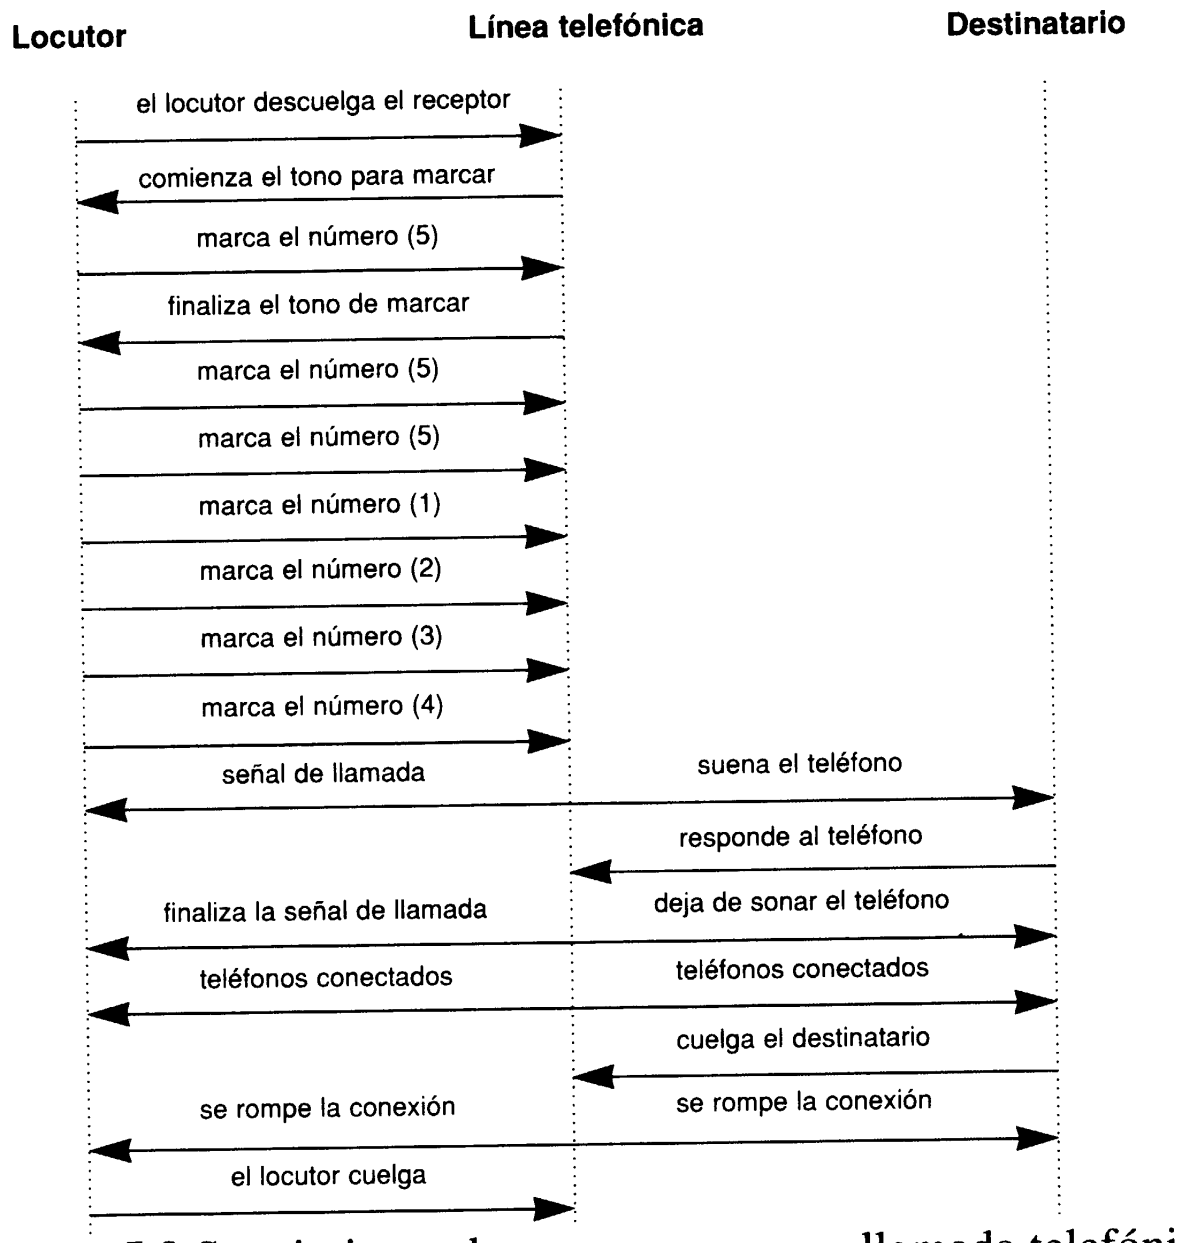 Locutor
Línea telefónica
Destinatario
el locutor descuelga el receptor
comienza el tono para marcar
marca el número (5)
finaliza el tono de marcar
marca el número (5)
marca el número (5)
marca el número (1)
marca el número (2)
marca el número (3)
marca el número (4)
señal de llamada
suena el teléfono
responde al teléfono
finaliza la señal de llamada
deja de sonar el teléfono
teléfonos conectados
teléfonos conectados
cuelga el destinatario
se rompe la conexión
se rompe la conexión
el locutor cuelga
llamada